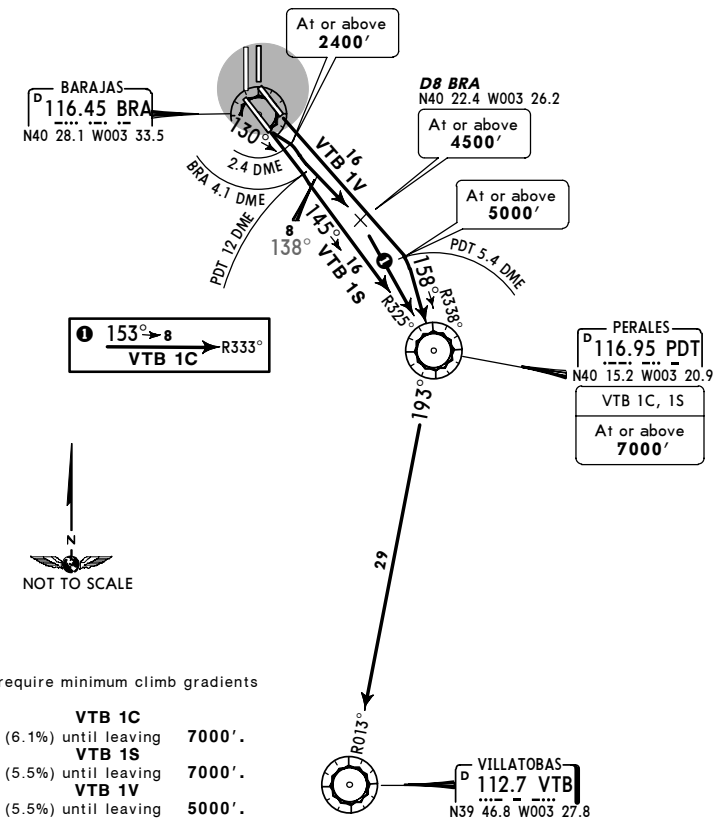 At or above
2400′
BARAJAS
D 116.45 BRA
N40 28.1 W003 33.5
D8 BRA
N40 22.4 W003 26.2
At or above
4500′
At or above
5000′
130°
2.4 DME
BRA 4.1 DME
PDT 12 DME
16
VTB 1V
8
138°
145°
16
VTB 1S
❶
PDT 5.4 DME
158°
R338°
R325°
❶ 153° 8 R333°
VTB 1C
PERALES
D 116.95 PDT
N40 15.2 W003 20.9
VTB 1C, 1S
At or above
7000′
193°
N
NOT TO SCALE
29
require minimum climb gradients
VTB 1C
(6.1%) until leaving 7000′.
VTB 1S
(5.5%) until leaving 7000′.
VTB 1V
(5.5%) until leaving 5000′.
R013°
VILLATOBAS
D 112.7 VTB
N39 46.8 W003 27.8